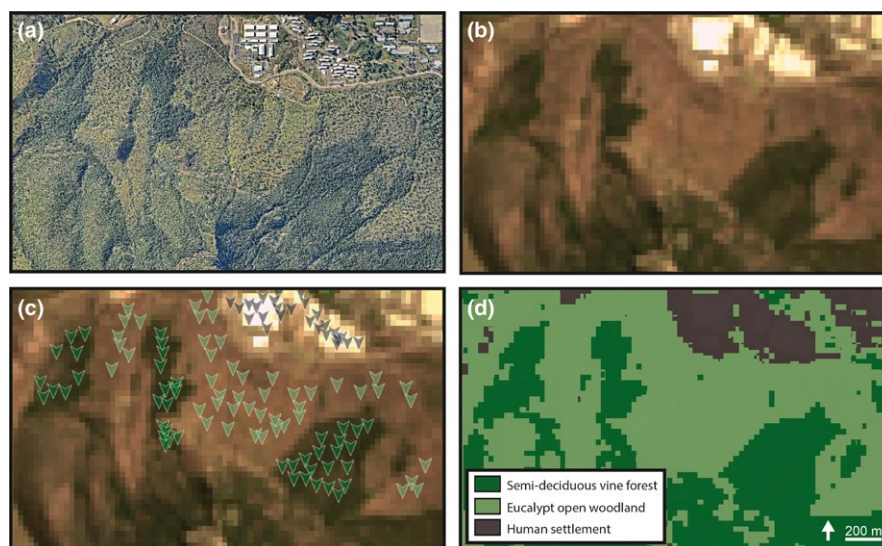 (a)
(b)
(c)
(d)
Semi-deciduous vine forest
Eucalypt open woodland
Human settlement
200 m